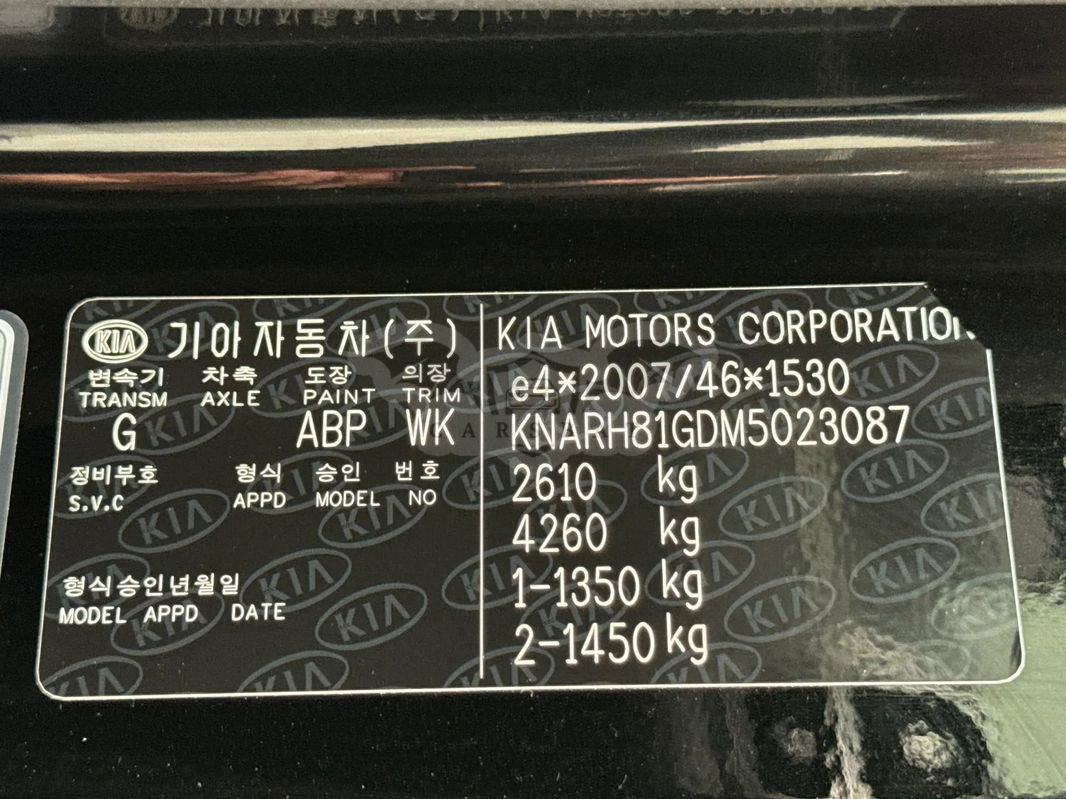 KIA 기아자동차(주)
변속기 차축 도장 의장
TRANSM AXLE PAINT TRIM
G ABP WK
정비부호 형식 승인 번호
S.V.C APPD MODEL NO
형식승인년월일
MODEL APPD DATE
KIA MOTORS CORPORATION
e4*2007/46*1530
KNARH81GDM5023087
2610 kg
4260 kg
1-1350 kg
2-1450 kg